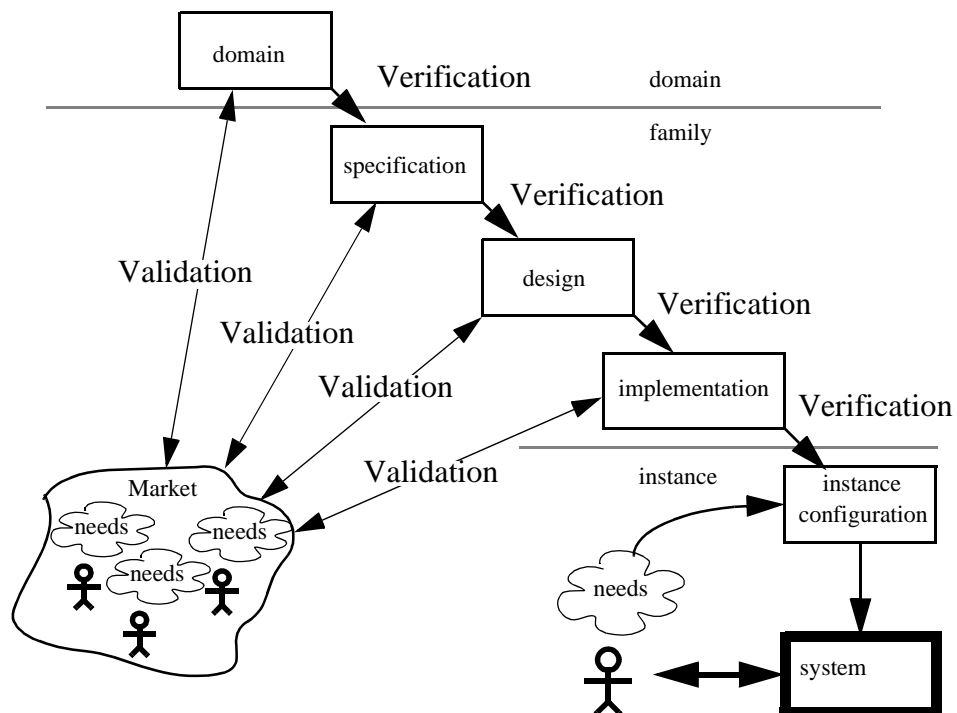 domain
Verification
domain
family
specification
Verification
Validation
design
Verification
Validation
Validation
implementation
Verification
Validation
instance
instance
configuration
Market
needs
needs
needs
needs
system